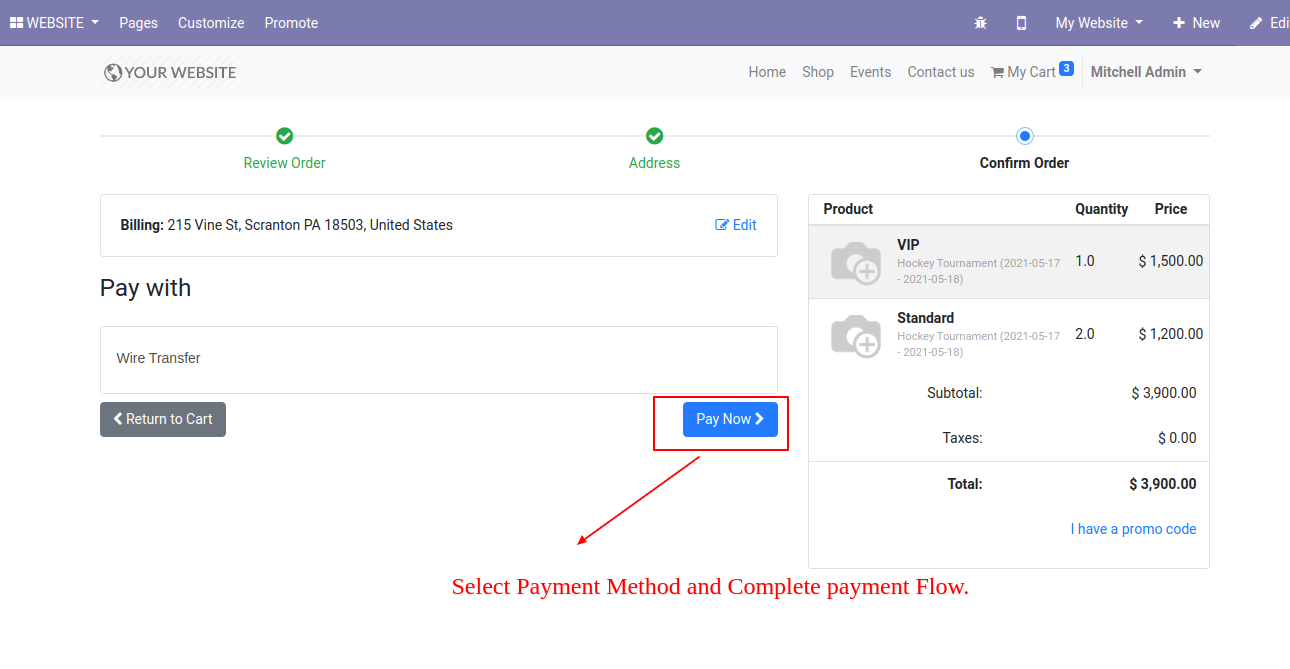 WEBSITE Pages Customize Promote My Website New Edi
YOUR WEBSITE Home Shop Events Contact us My Cart 3 Mitchell Admin
Review Order Address Confirm Order
Billing: 215 Vine St, Scranton PA 18503, United States Edit
Pay with
Wire Transfer
Return to Cart Pay Now
Product Quantity Price
VIP
Hockey Tournament (2021-05-17
- 2021-05-18)
1.0 $ 1,500.00
Standard
Hockey Tournament (2021-05-17
- 2021-05-18)
2.0 $ 1,200.00
Subtotal: $ 3,900.00
Taxes: $ 0.00
Total: $ 3,900.00
I have a promo code
Select Payment Method and Complete payment Flow.